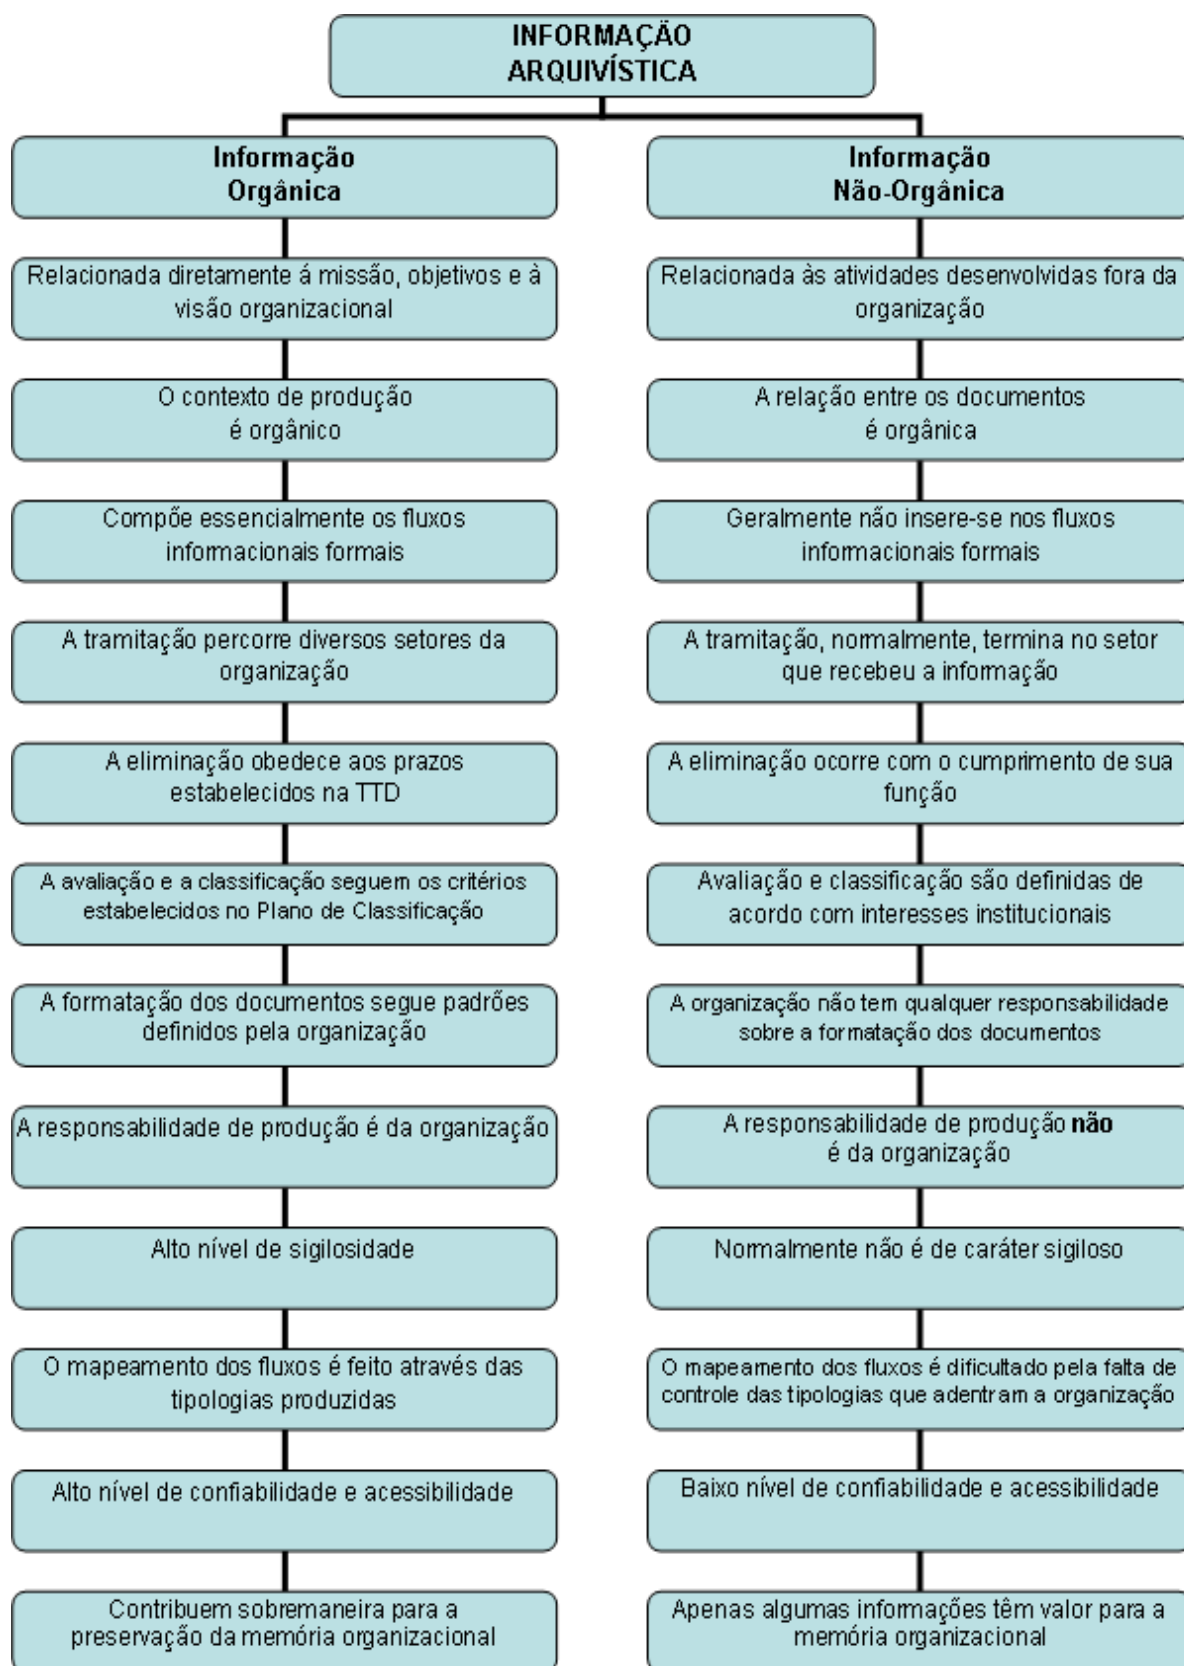 INFORMAÇÃO
ARQUIVÍSTICA
Informação
Orgânica
Relacionada diretamente á missão, objetivos e à
visão organizacional
O contexto de produção
é orgânico
Compõe essencialmente os fluxos
informacionais formais
A tramitação percorre diversos setores da
organização
A eliminação obedece aos prazos
estabelecidos na TTD
A avaliação e a classificação seguem os critérios
estabelecidos no Plano de Classificação
A formatação dos documentos segue padrões
definidos pela organização
A responsabilidade de produção é da organização
Alto nível de sigilosidade
O mapeamento dos fluxos é feito através das
tipologias produzidas
Alto nível de confiabilidade e acessibilidade
Contribuem sobremaneira para a
preservação da memória organizacional
Informação
Não-Orgânica
Relacionada às atividades desenvolvidas fora da
organização
A relação entre os documentos
é orgânica
Geralmente não insere-se nos fluxos
informacionais formais
A tramitação, normalmente, termina no setor
que recebeu a informação
A eliminação ocorre com o cumprimento de sua
função
Avaliação e classificação são definidas de
acordo com interesses institucionais
A organização não tem qualquer responsabilidade
sobre a formatação dos documentos
A responsabilidade de produção não
é da organização
Normalmente não é de caráter sigiloso
O mapeamento dos fluxos é dificultado pela falta de
controle das tipologias que adentram a organização
Baixo nível de confiabilidade e acessibilidade
Apenas algumas informações têm valor para a
memória organizacional